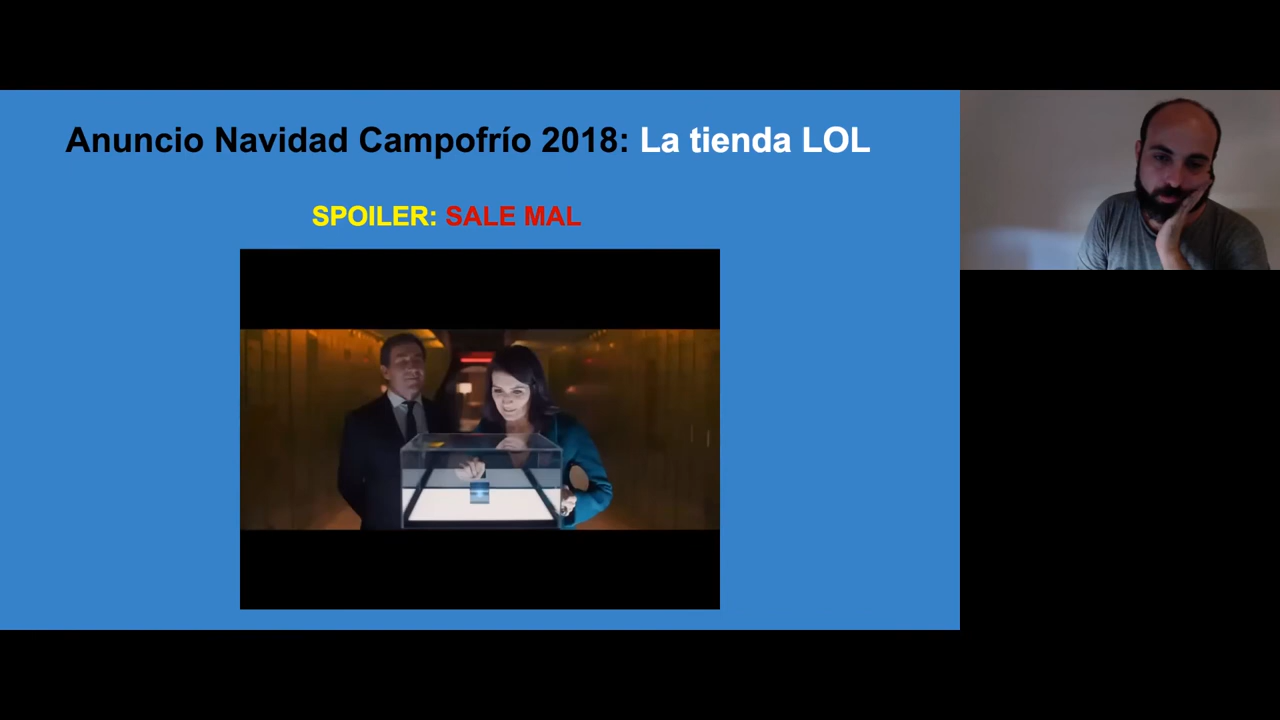 Anuncio Navidad Campofrío 2018: La tienda LOL
SPOILER: SALE MAL